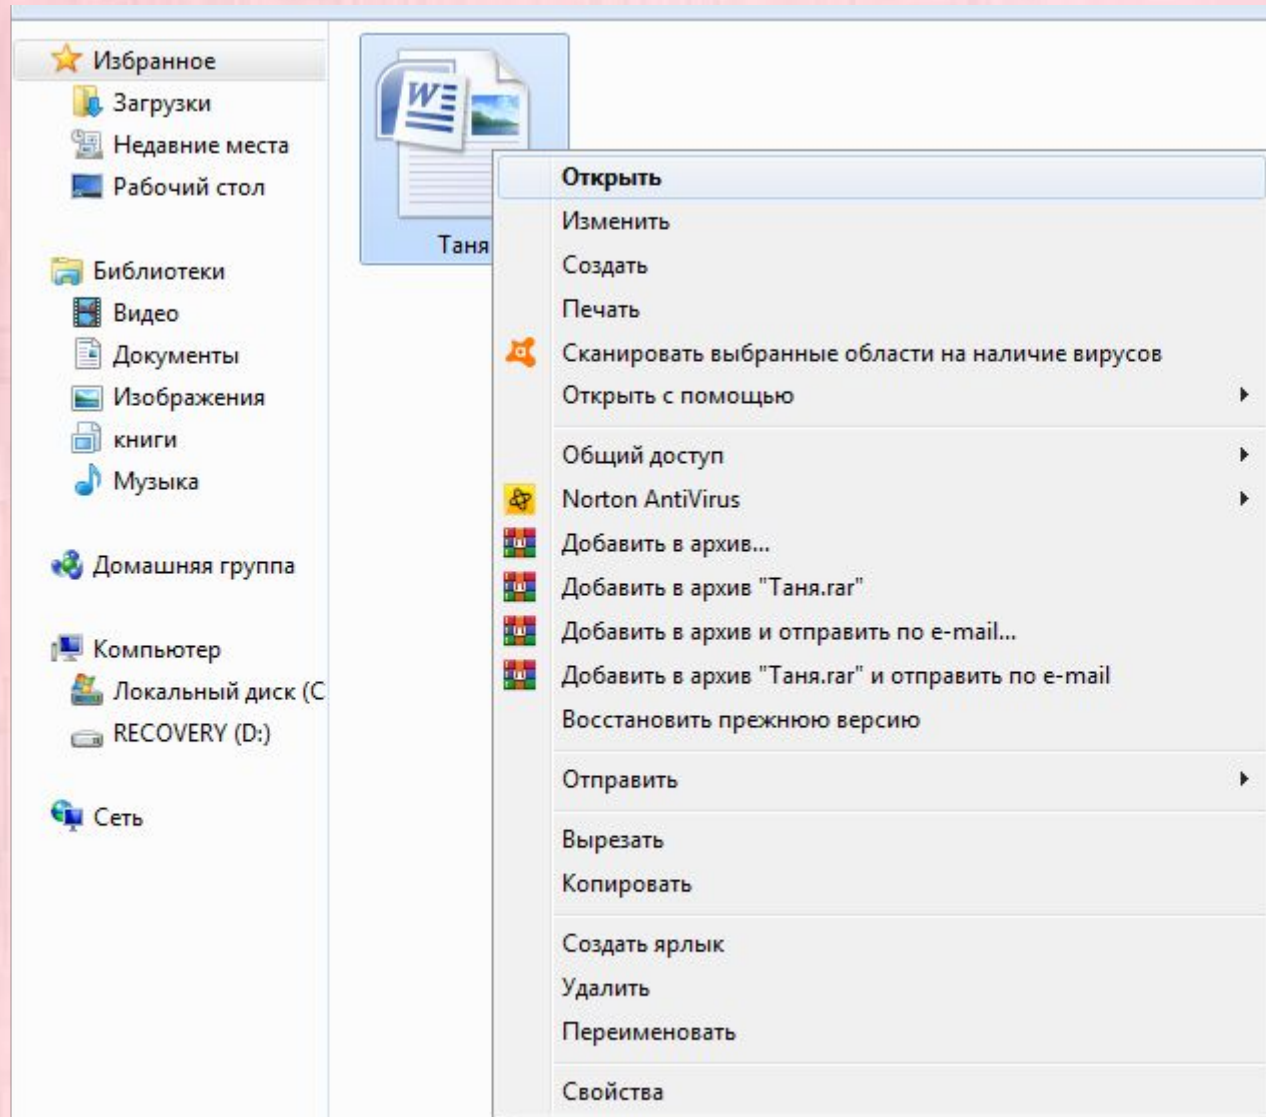 Избранное
Загрузки
Недавние места
Рабочий стол
Библиотеки
Видео
Документы
Изображения
книги
Музыка
Домашняя группа
Компьютер
Локальный диск (C
RECOVERY (D:)
Сеть
Таня
Открыть
Изменить
Создать
Печать
Сканировать выбранные области на наличие вирусов
Открыть с помощью
Общий доступ
Norton AntiVirus
Добавить в архив...
Добавить в архив "Таня.rar"
Добавить в архив и отправить по e-mail...
Добавить в архив "Таня.rar" и отправить по e-mail
Восстановить прежнюю версию
Отправить
Вырезать
Копировать
Создать ярлык
Удалить
Переименовать
Свойства